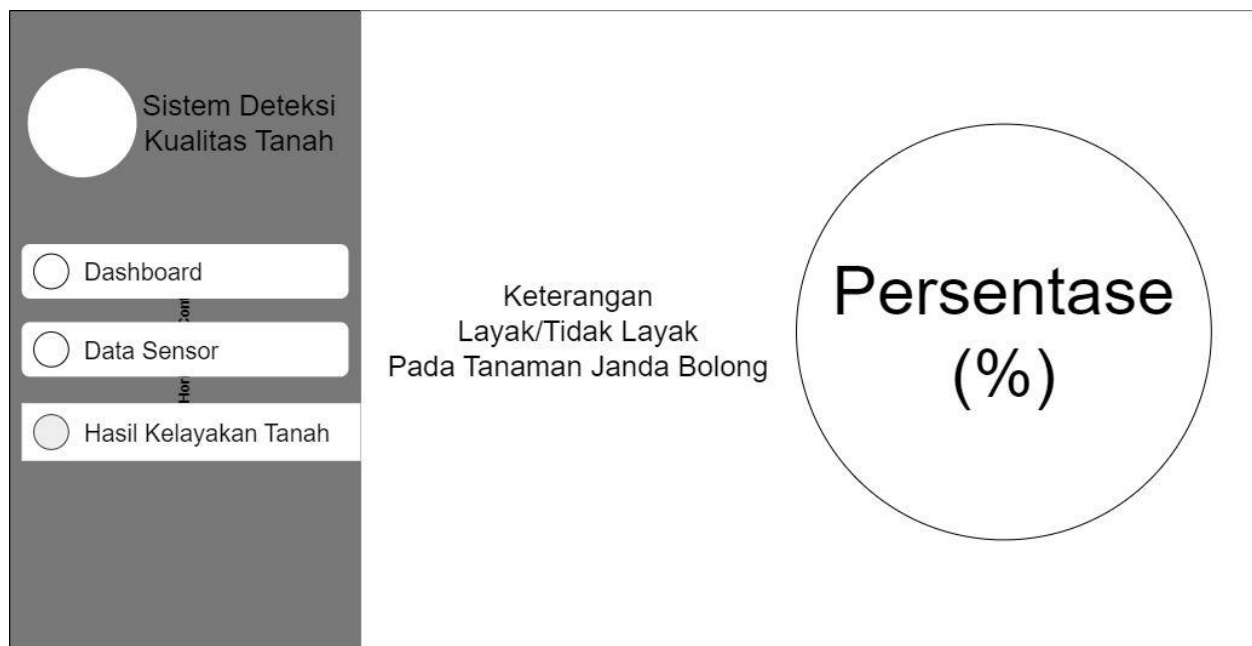 Sistem Deteksi
Kualitas Tanah
Dashboard
Data Sensor
Hasil Kelayakan Tanah
Keterangan
Layak/Tidak Layak
Pada Tanaman Janda Bolong
Persentase
(%)